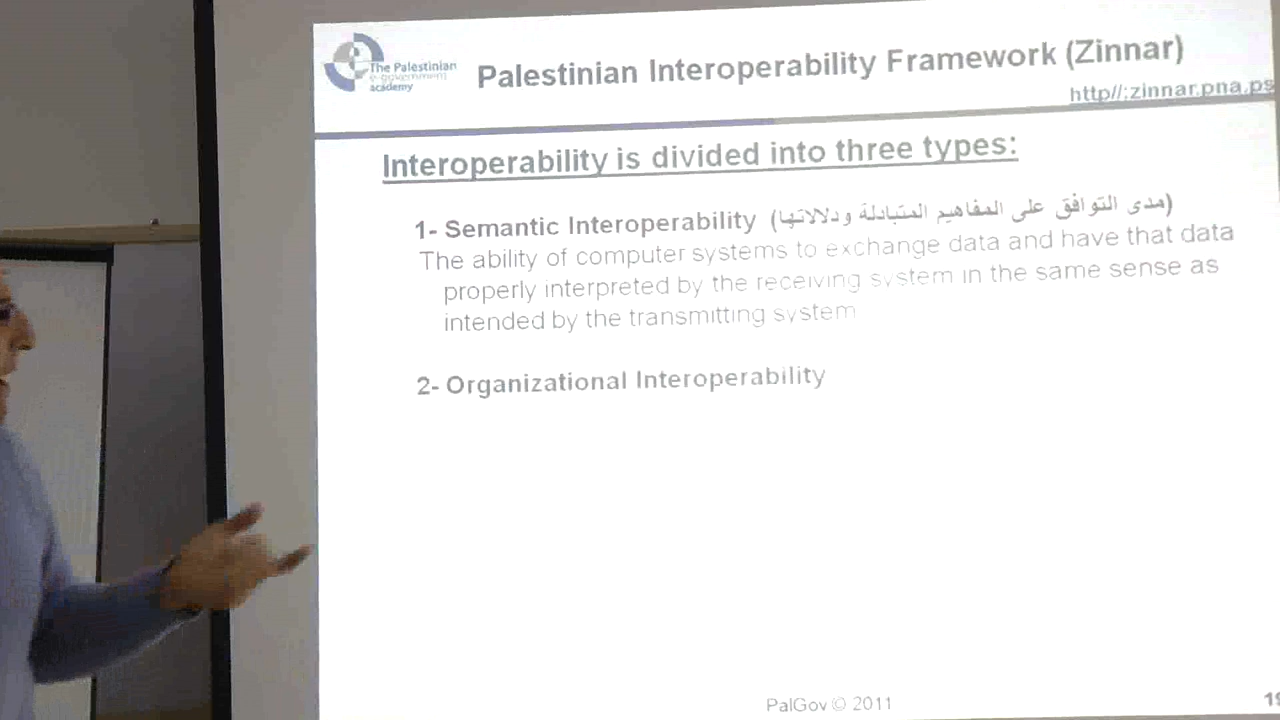 The Palestinian
e-government
academy
Palestinian Interoperability Framework (Zinnar)
http//:zinnar.pna.ps
Interoperability is divided into three types:
1- Semantic Interoperability (مدى التوافق على المفاهيم المتبادلة ودلالاتها)
The ability of computer systems to exchange data and have that data
properly interpreted by the receiving system in the same sense as
intended by the transmitting system
2- Organizational Interoperability
PalGov © 2011